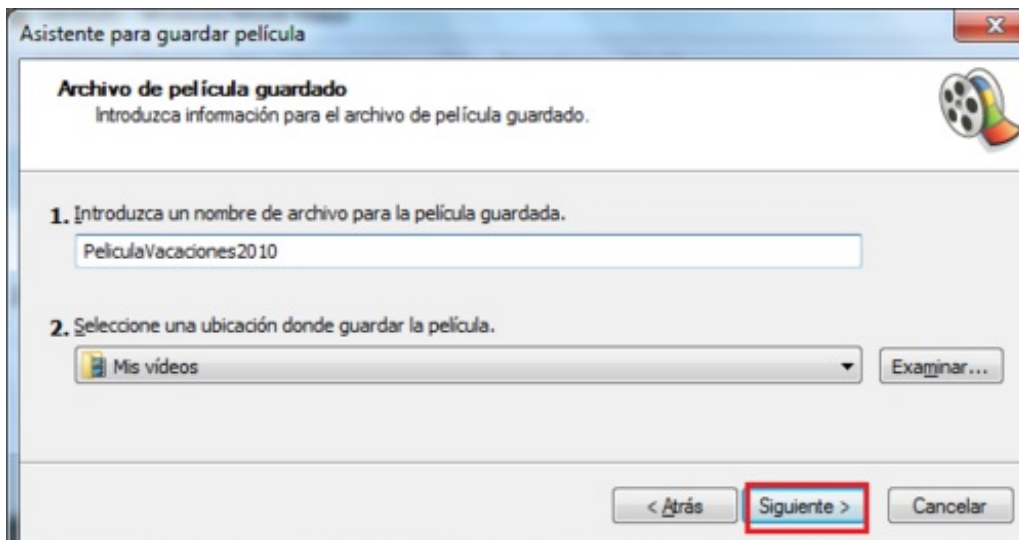 Asistente para guardar película
Archivo de película guardado
Introduzca información para el archivo de película guardado.
1. Introduzca un nombre de archivo para la película guardada.
PeliculaVacaciones2010
2. Seleccione una ubicación donde guardar la película.
Mis vídeos Examinar...
< Atrás Siguiente > Cancelar